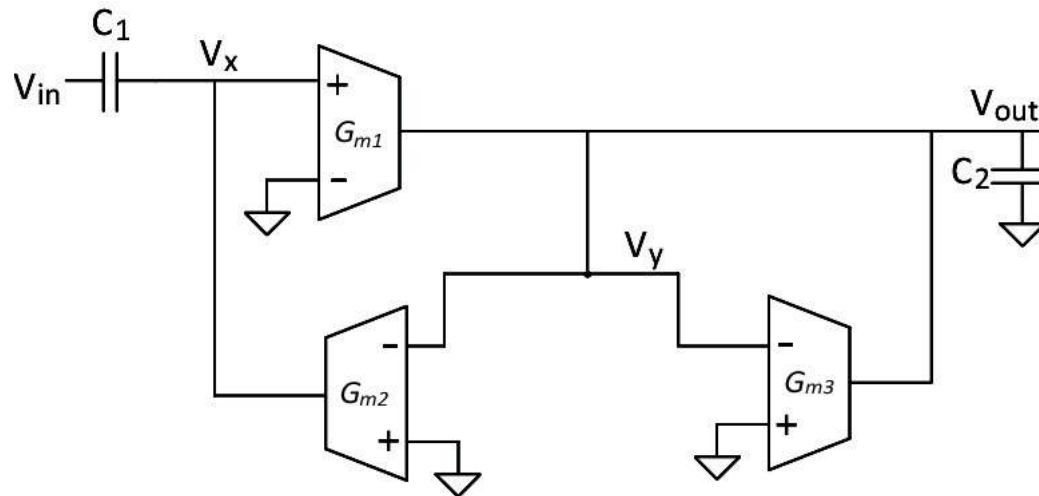 C1
Vx
Vin
+
Gm1
-
Vout
C2
Vy
-
-
Gm2
Gm3
+
+